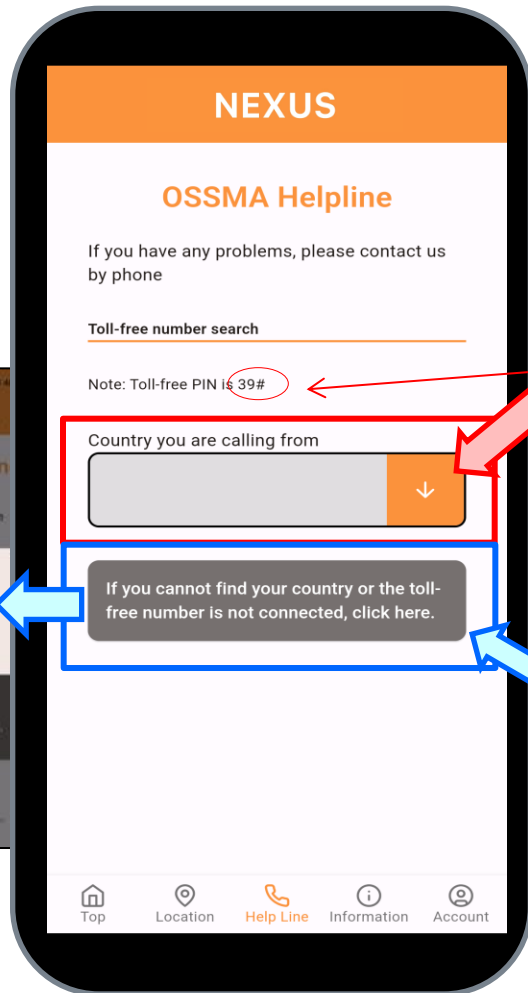 NEXUS
OSSMA Helpline
If you have any problems, please contact us
by phone
Toll-free number search
Note: Toll-free PIN is 39#
Country you are calling from
If you cannot find your country or the toll-
free number is not connected, click here.
Top
Location
Help Line
Information
Account